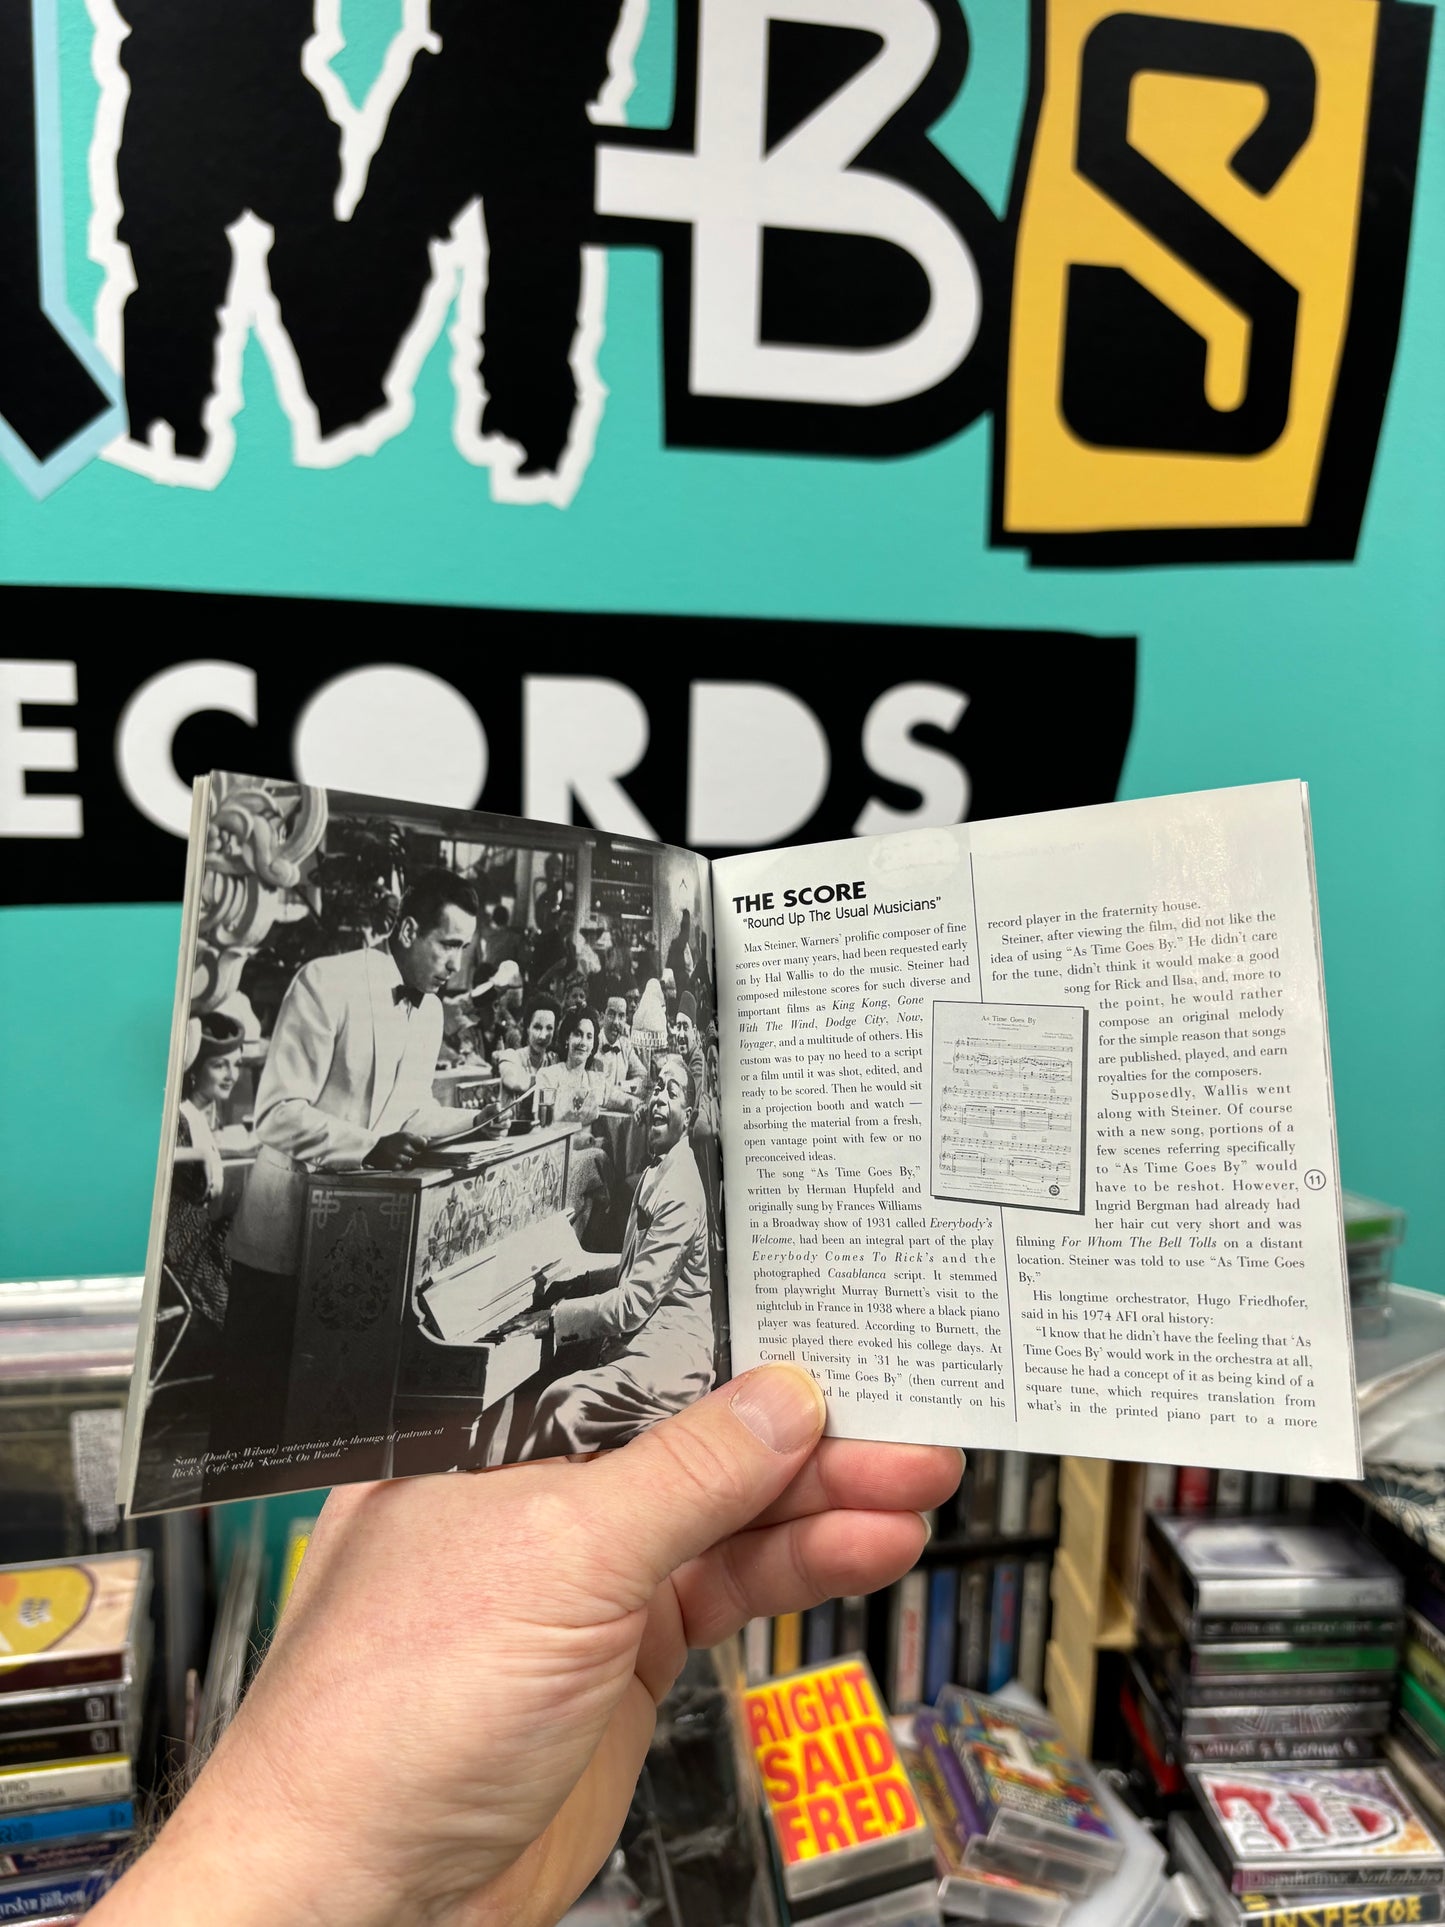 MBS
ECORDS
Sam (Dooley Wilson) entertains the throngs of patrons at
Rick's Cafe with "Knock On Wood."
THE SCORE
"Round Up The Usual Musicians"
Max Steiner, Warners' prolific composer of fine
scores over many years, had been requested early
on by Hal Wallis to do the music. Steiner had
composed milestone scores for such diverse and
important films as King Kong, Gone
With The Wind, Dodge City, Now,
Voyager, and a multitude of others. His
custom was to pay no heed to a script
or a film until it was shot, edited, and
ready to be scored. Then he would sit
in a projection booth and watch —
absorbing the material from a fresh,
open vantage point with few or no
preconceived ideas.
The song "As Time Goes By,"
written by Herman Hupfeld and
originally sung by Frances Williams
in a Broadway show of 1931 called Everybody's
Welcome, had been an integral part of the play
Everybody Comes To Rick's and the
photographed Casablanca script. It stemmed
from playwright Murray Burnett's visit to the
nightclub in France in 1938 where a black piano
player was featured. According to Burnett, the
music played there evoked his college days. At
Cornell University in '31 he was particularly
As Time Goes By" (then current and
he played it constantly on his
As Time Goes By
record player in the fraternity house.
Steiner, after viewing the film, did not like the
idea of using "As Time Goes By." He didn't care
for the tune, didn't think it would make a good
song for Rick and Ilsa, and, more to
the point, he would rather
compose an original melody
for the simple reason that songs
are published, played, and earn
royalties for the composers.
Supposedly, Wallis went
along with Steiner. Of course
with a new song, portions of a
few scenes referring specifically
to "As Time Goes By" would
have to be reshot. However,
Ingrid Bergman had already had
her hair cut very short and was
filming For Whom The Bell Tolls on a distant
location. Steiner was told to use "As Time Goes
By."
His longtime orchestrator, Hugo Friedhofer,
said in his 1974 AFI oral history:
"I know that he didn't have the feeling that 'As
Time Goes By' would work in the orchestra at all,
because he had a concept of it as being kind of a
square tune, which requires translation from
what's in the printed piano part to a more
11
RIGHT
SAID
FRED
INSPECTOR